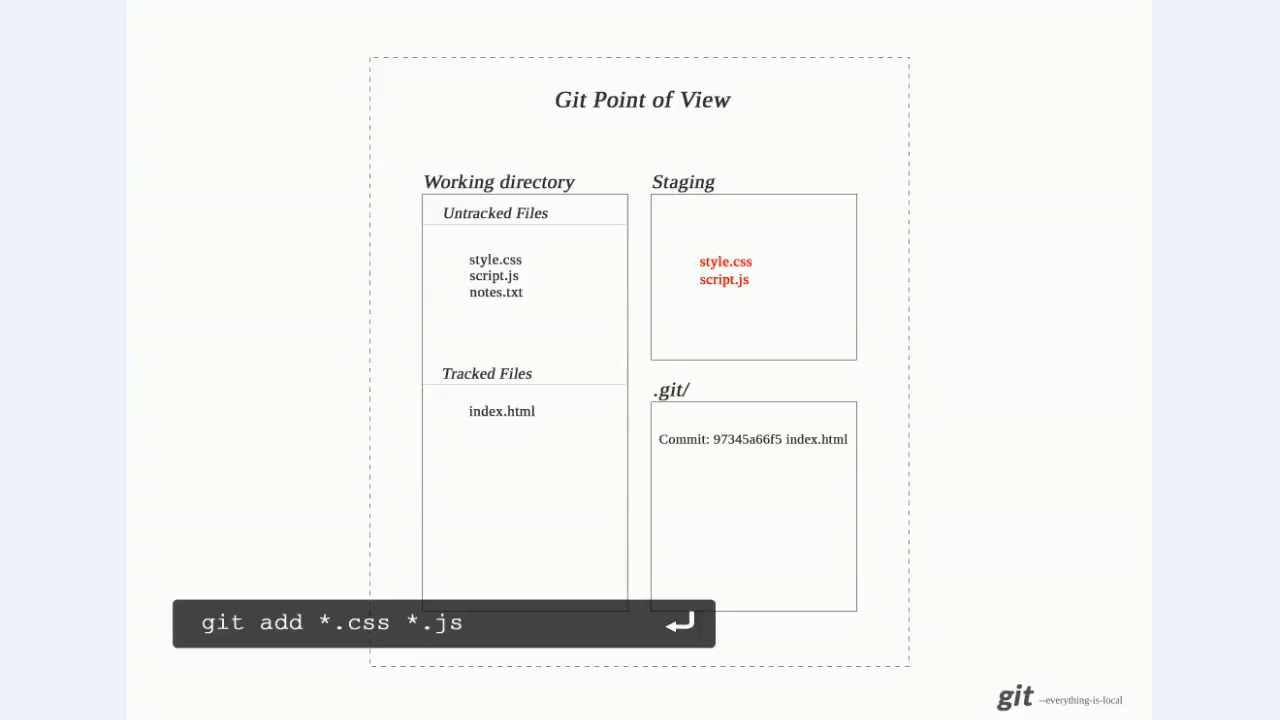 Git Point of View
Working directory
Untracked Files
style.css
script.js
notes.txt
Tracked Files
index.html
Staging
style.css
script.js
.git/
Commit: 97345a66f5 index.html
git add *.css *.js
git --everything-is-local